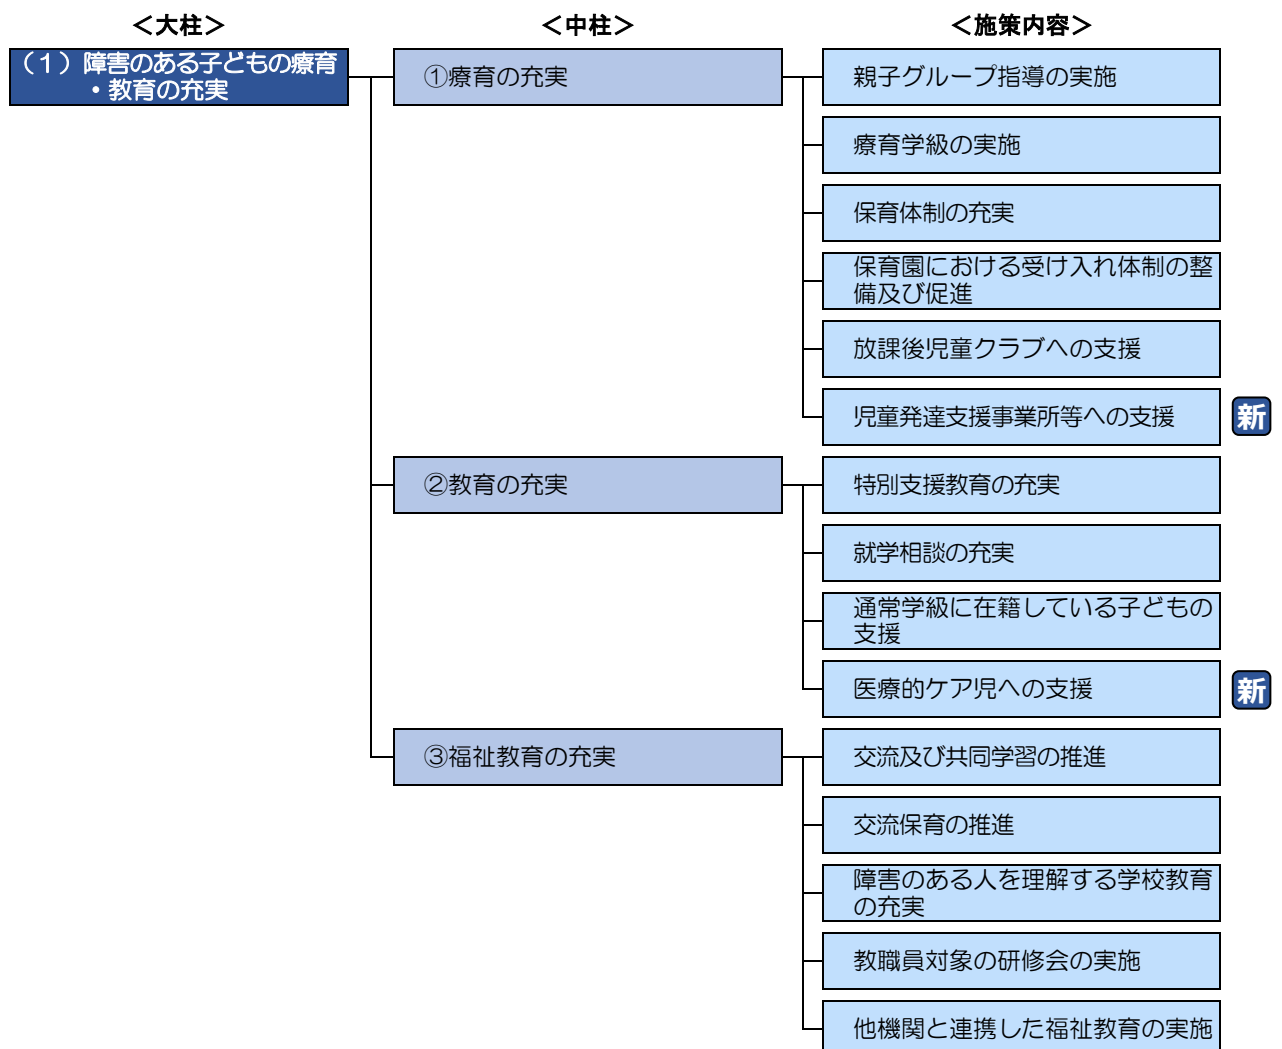 ＜大柱＞
＜中柱＞
＜施策内容＞
（１）障害のある子どもの療育
・教育の充実
①療育の充実
親子グループ指導の実施
療育学級の実施
保育体制の充実
保育園における受け入れ体制の整
備及び促進
放課後児童クラブへの支援
児童発達支援事業所等への支援
新
②教育の充実
特別支援教育の充実
就学相談の充実
通常学級に在籍している子どもの
支援
医療的ケア児への支援
新
③福祉教育の充実
交流及び共同学習の推進
交流保育の推進
障害のある人を理解する学校教育
の充実
教職員対象の研修会の実施
他機関と連携した福祉教育の実施